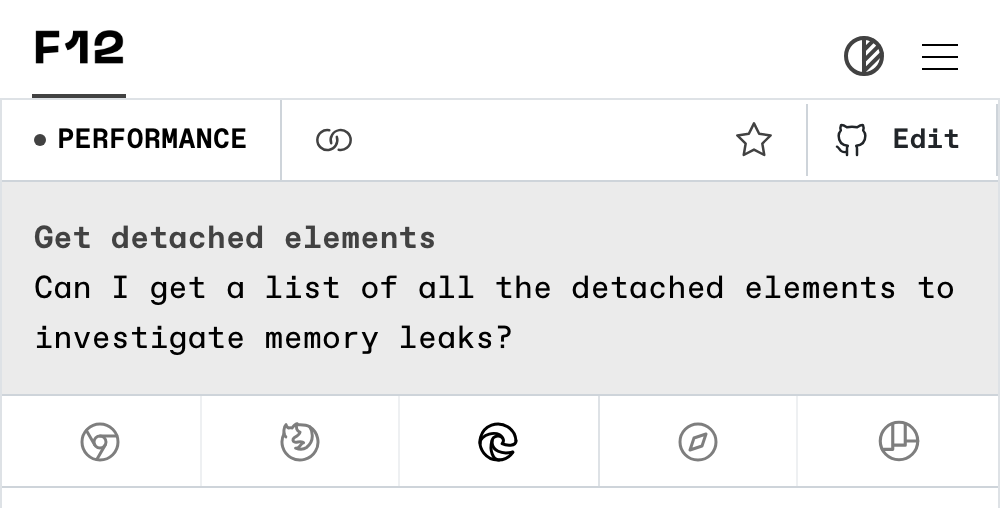 F12
PERFORMANCE
Edit
Get detached elements
Can I get a list of all the detached elements to
investigate memory leaks?